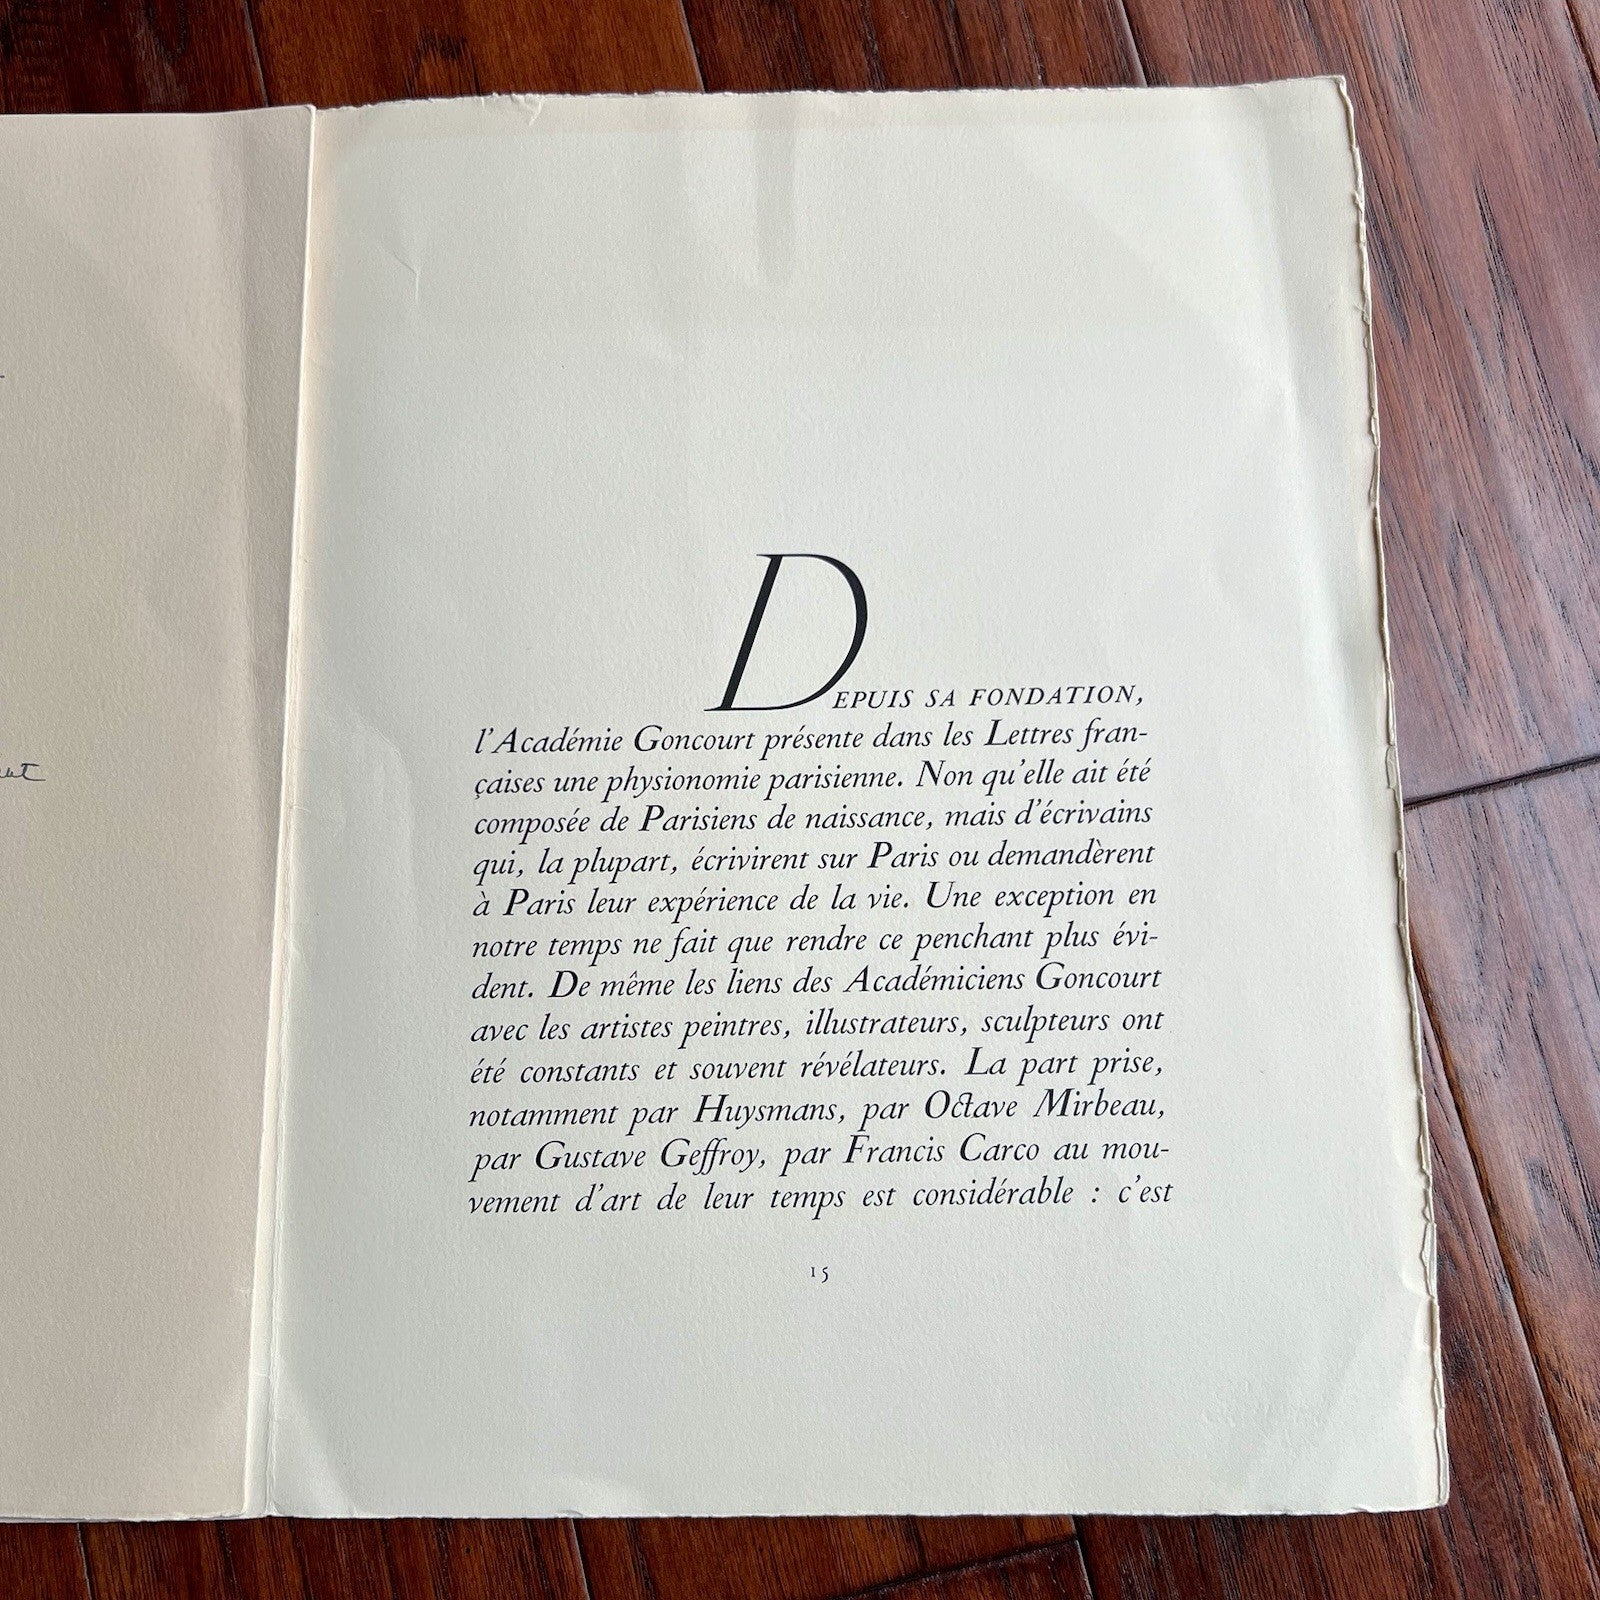 DEPUIS SA FONDATION,
l'Académie Goncourt présente dans les Lettres fran-
çaises une physionomie parisienne. Non qu'elle ait été
composée de Parisiens de naissance, mais d'écrivains
qui, la plupart, écrivirent sur Paris ou demandèrent
à Paris leur expérience de la vie. Une exception en
notre temps ne fait que rendre ce penchant plus évi-
dent. De même les liens des Académiciens Goncourt
avec les artistes peintres, illustrateurs, sculpteurs ont
été constants et souvent révélateurs. La part prise,
notamment par Huysmans, par Octave Mirbeau,
par Gustave Geffroy, par Francis Carco au mou-
vement d'art de leur temps est considérable : c'est
15